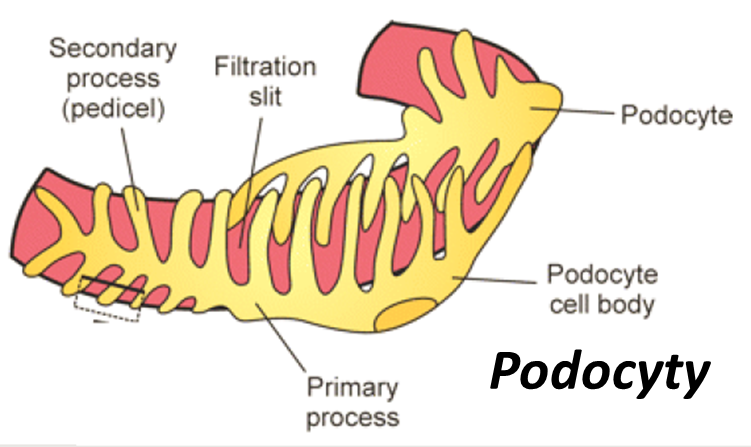 Secondary
process
(pedicel)
Filtration
slit
Podocyte
Podocyte
cell body
Podocyty
Primary
process